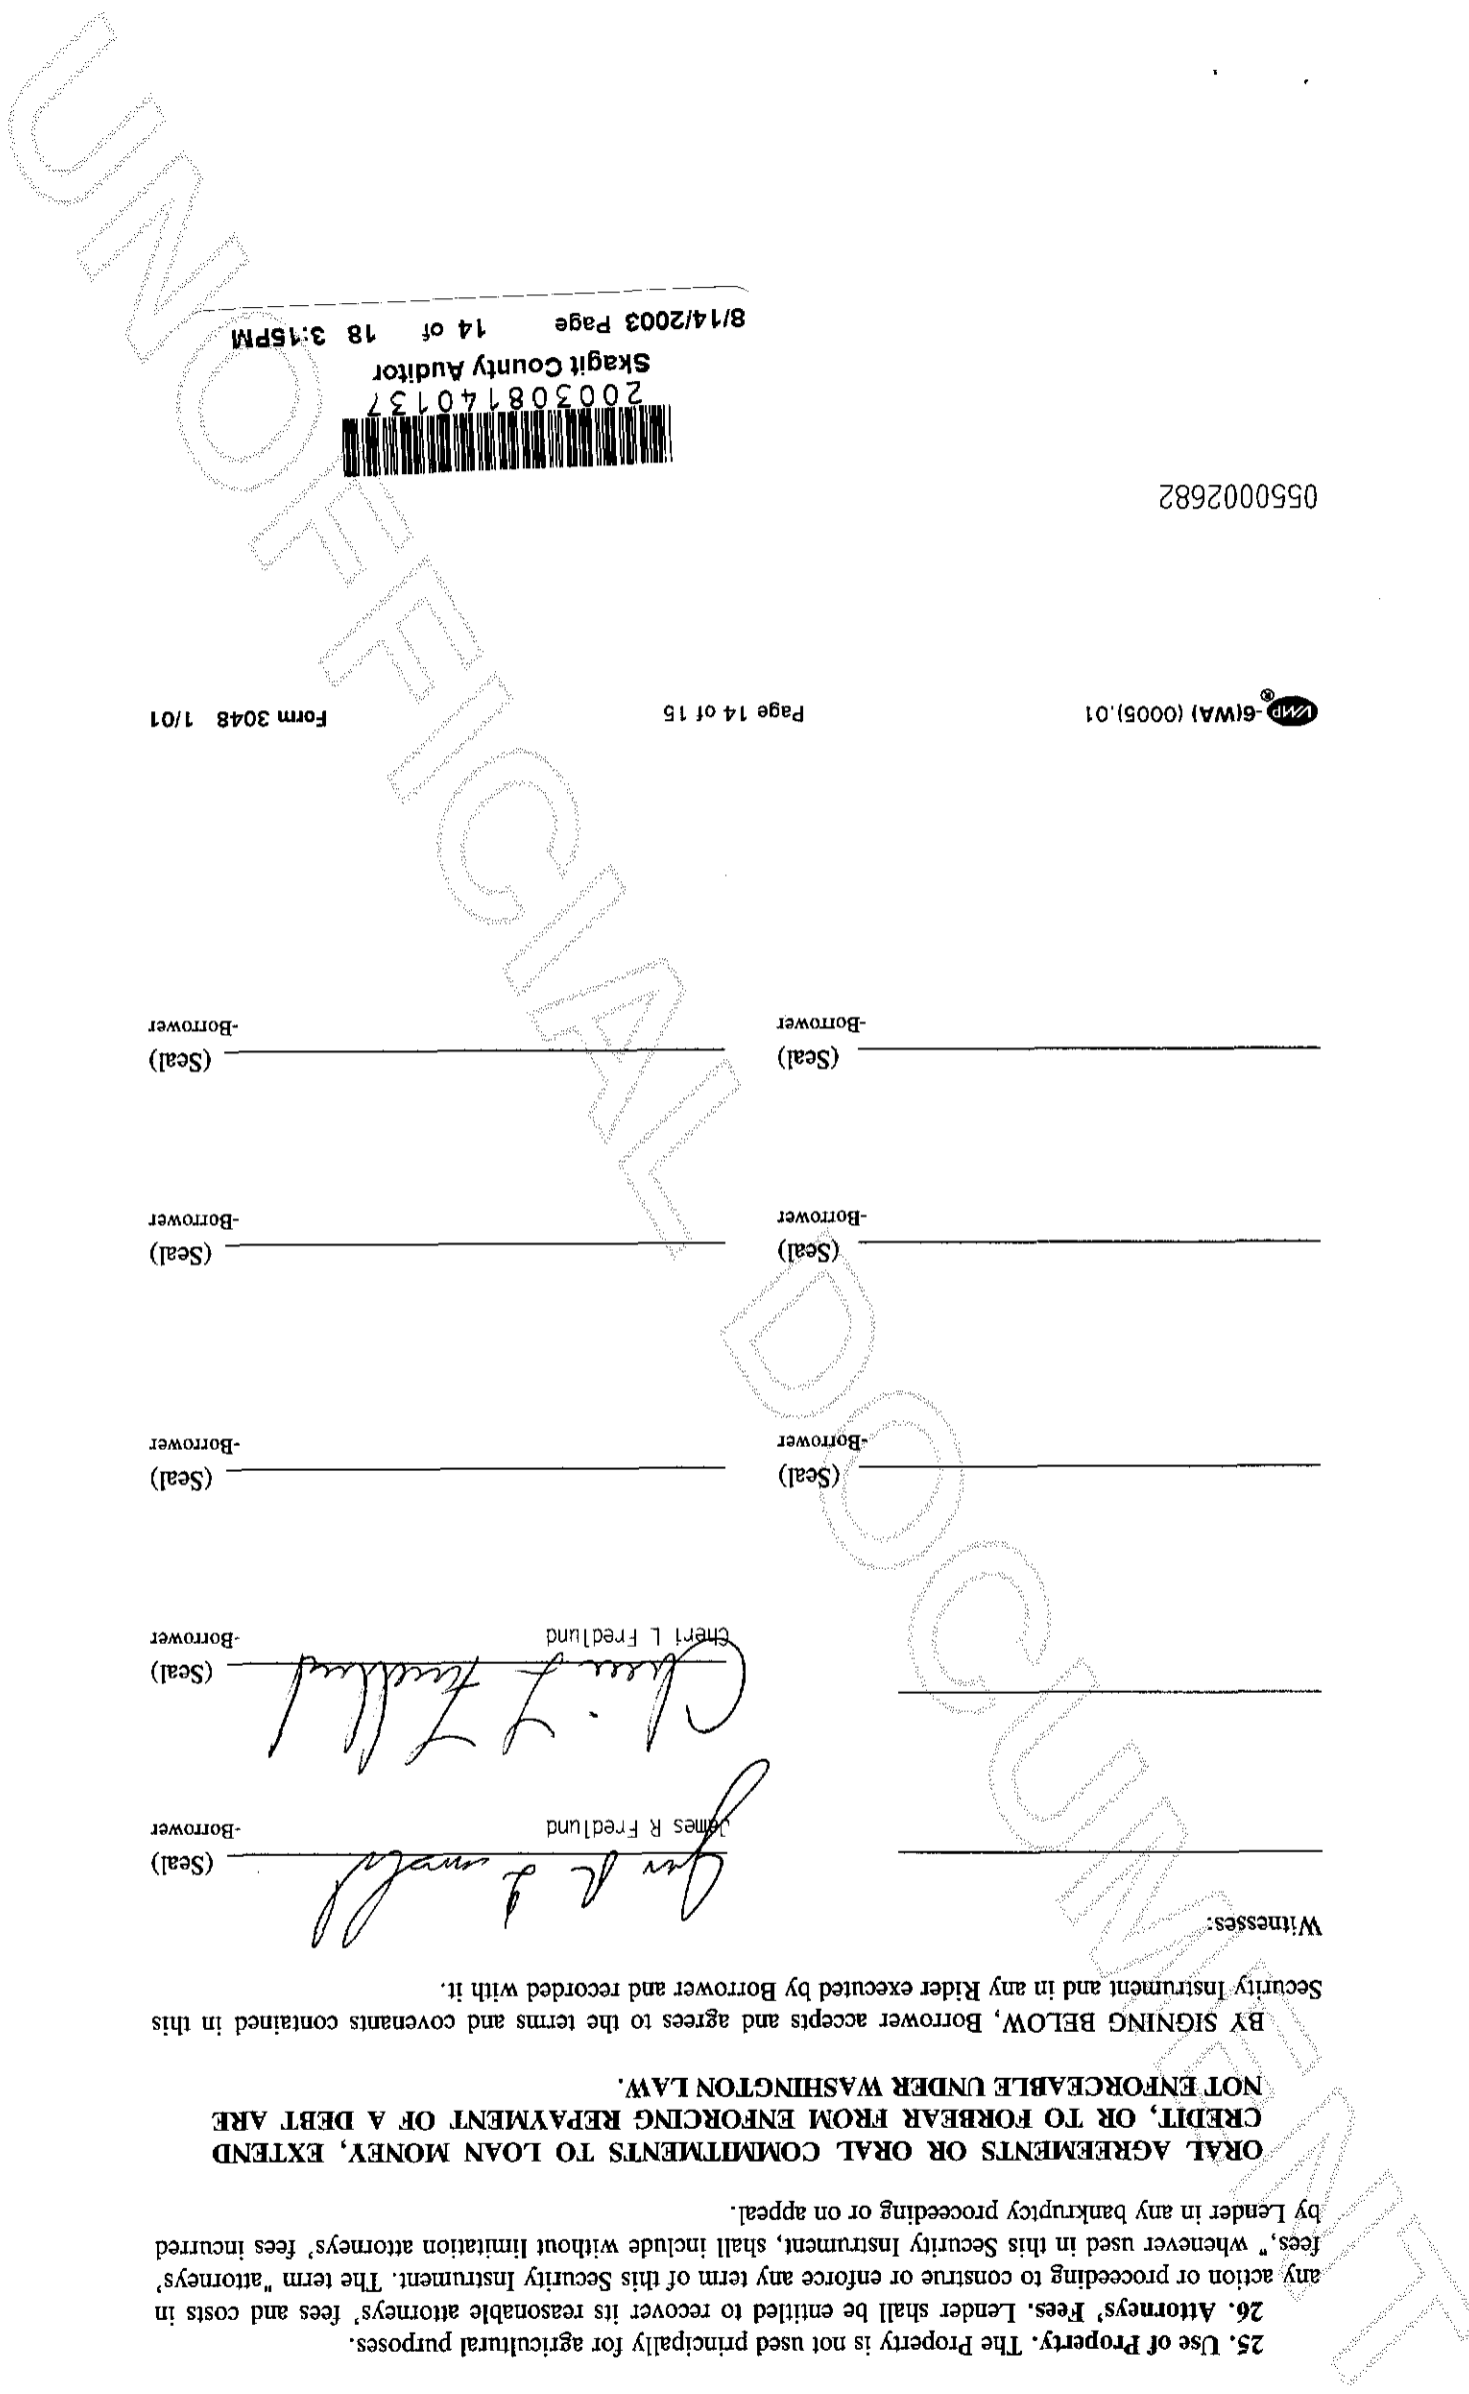 25. Use of Property. The Property is not used principally for agricultural purposes.
26. Attorneys' Fees. Lender shall be entitled to recover its reasonable attorneys' fees and costs in
any action or proceeding to construe or enforce any term of this Security Instrument. The term "attorneys'
fees," whenever used in this Security Instrument, shall include without limitation attorneys' fees incurred
by Lender in any bankruptcy proceeding or on appeal.
ORAL AGREEMENTS OR ORAL COMMITMENTS TO LOAN MONEY, EXTEND
CREDIT, OR TO FORBEAR FROM ENFORCING REPAYMENT OF A DEBT ARE
NOT ENFORCEABLE UNDER WASHINGTON LAW.
BY SIGNING BELOW, Borrower accepts and agrees to the terms and covenants contained in this
Security Instrument and in any Rider executed by Borrower and recorded with it.
Witnesses:
(Seal)
James R Fredlund
-Borrower
Cheri L Fredlund
(Seal)
Cheri L Fredlund
-Borrower
(Seal) (Seal)
-Borrower -Borrower
(Seal) (Seal)
-Borrower -Borrower
(Seal) (Seal)
-Borrower -Borrower
VMP®-6(WA) (0005).01 Page 14 of 15 Form 3048 1/01
0550002682
200308140137
Skagit County Auditor
8/14/2003 Page 14 of 18 3:15PM
UNOFFICIAL DOCUMENT